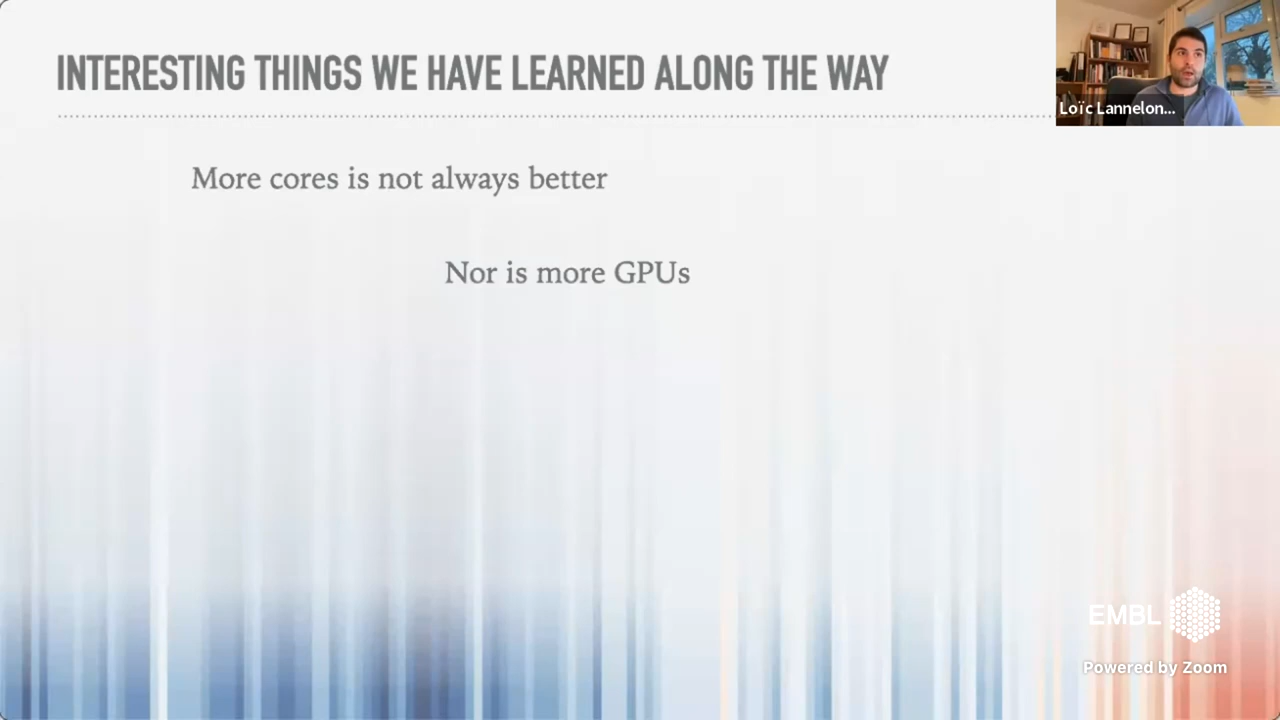 INTERESTING THINGS WE HAVE LEARNED ALONG THE WAY
Loïc Lannelon...
More cores is not always better
Nor is more GPUs
EMBL
Powered by Zoom